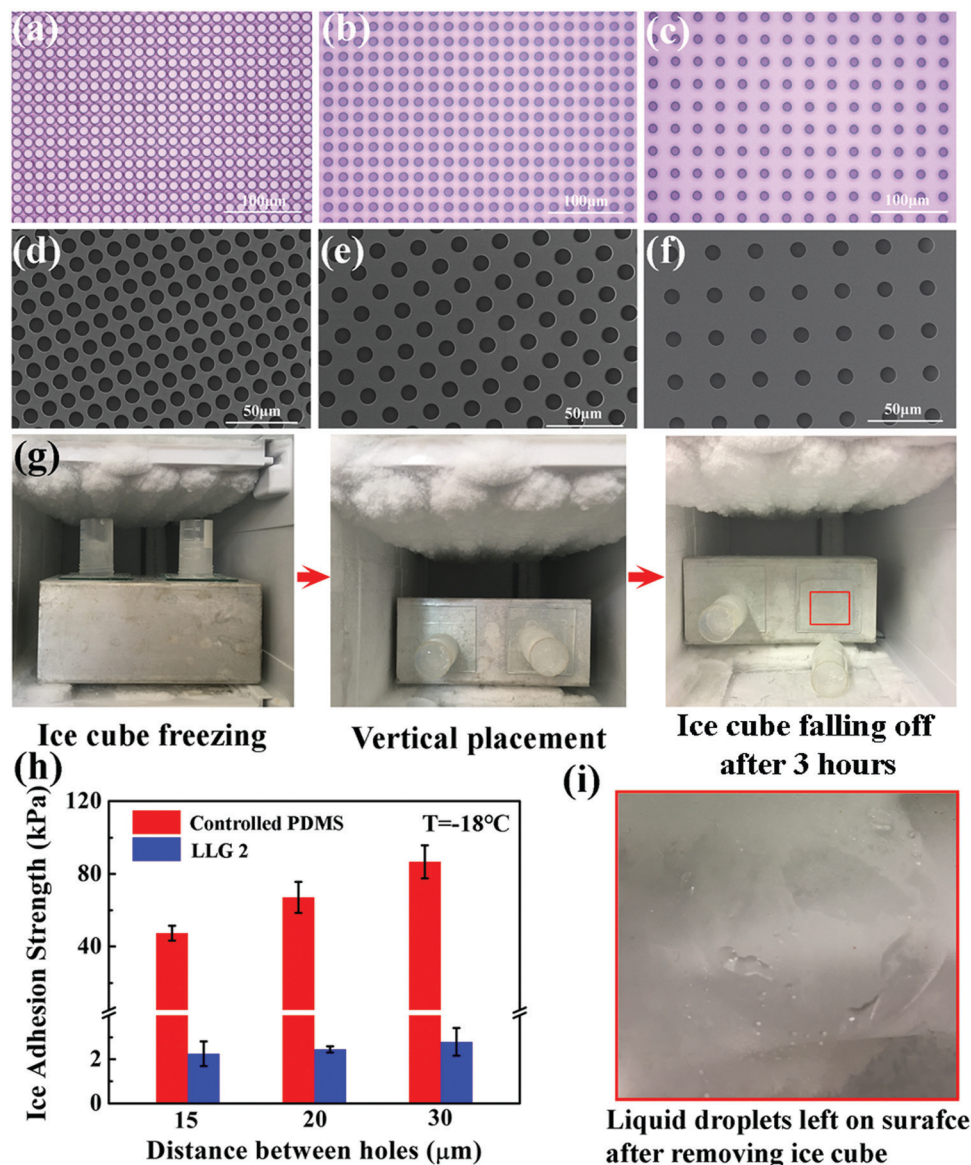 (a)
(b)
(c)
100μm
100μm
100μm
(d)
(e)
(f)
50μm
50μm
50μm
(g)
Ice cube freezing
Vertical placement
Ice cube falling off
after 3 hours
(h)
Ice Adhesion Strength (kPa)
120
80
40
2
0
Controlled PDMS
LLG 2
T=-18℃
15
20
30
Distance between holes (μm)
(i)
Liquid droplets left on surafce
after removing ice cube